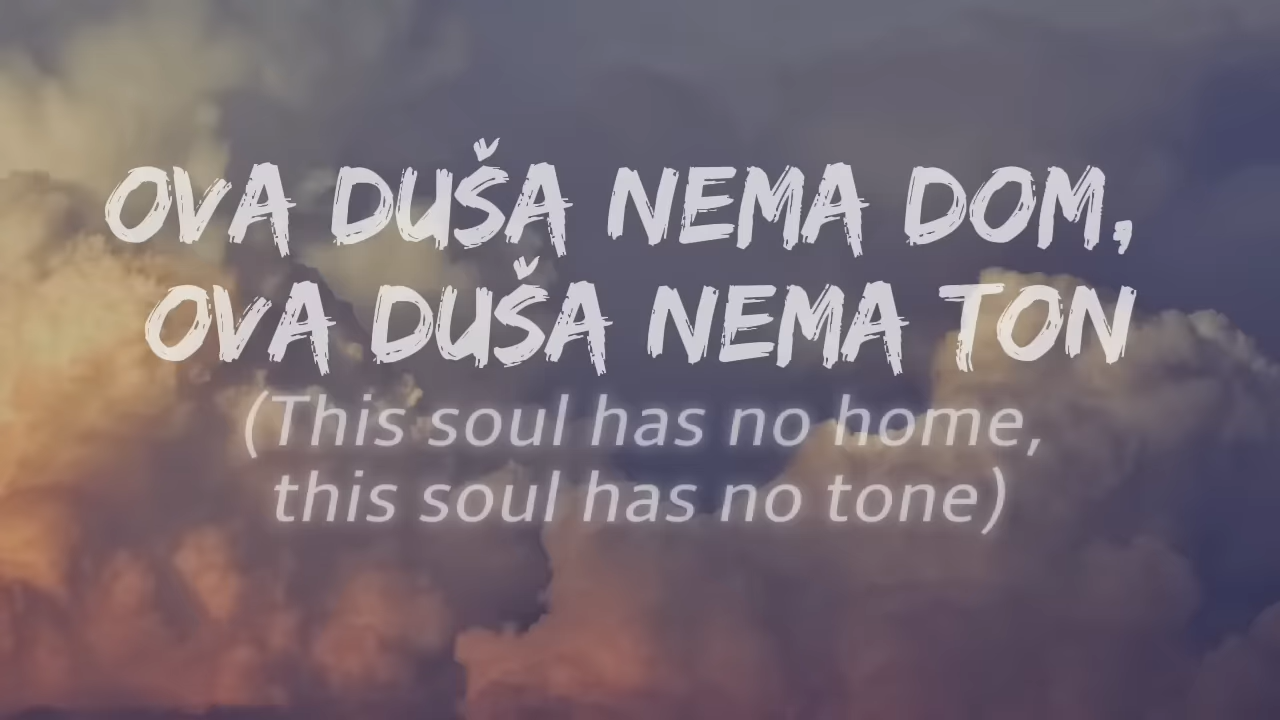 OVA DUŠA NEMA DOM,
OVA DUŠA NEMA TON
(This soul has no home,
this soul has no tone)